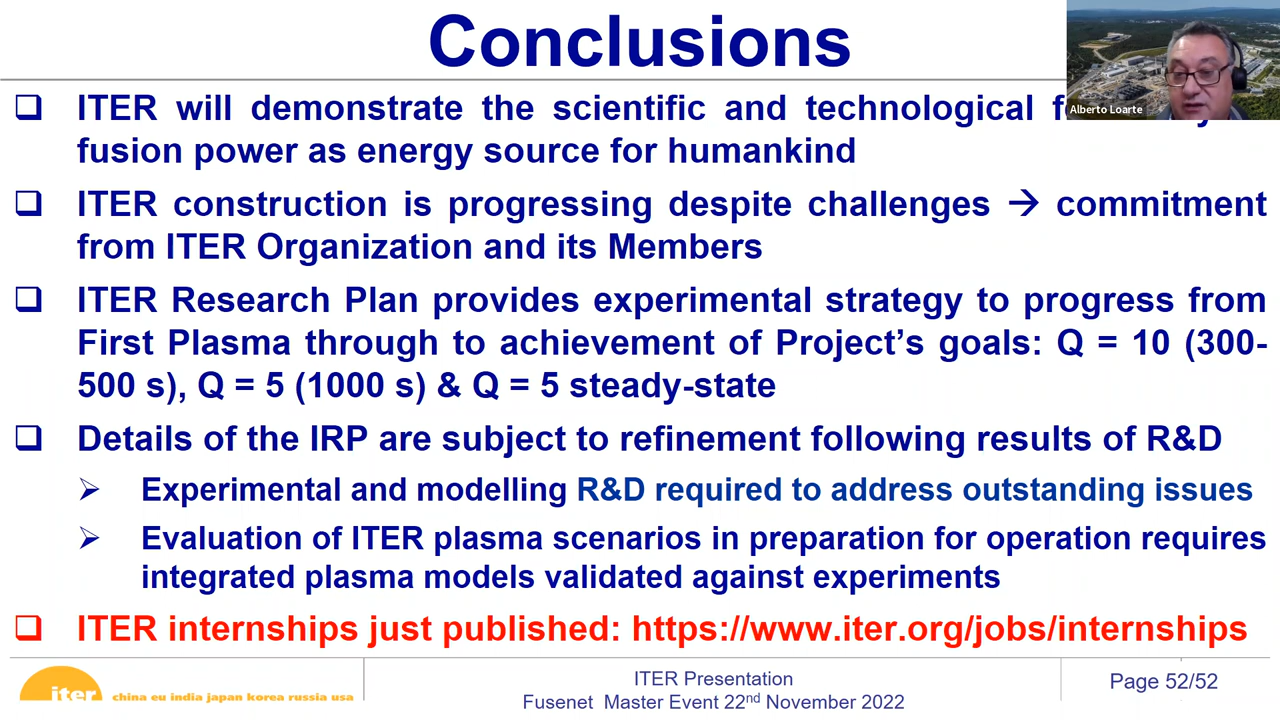 Conclusions
Alberto Loarte
❑ ITER will demonstrate the scientific and technological
fusion power as energy source for humankind
❑ ITER construction is progressing despite challenges → commitment
from ITER Organization and its Members
❑ ITER Research Plan provides experimental strategy to progress from
First Plasma through to achievement of Project’s goals: Q = 10 (300-
500 s), Q = 5 (1000 s) & Q = 5 steady-state
❑ Details of the IRP are subject to refinement following results of R&D
➢ Experimental and modelling R&D required to address outstanding issues
➢ Evaluation of ITER plasma scenarios in preparation for operation requires
integrated plasma models validated against experiments
❑ ITER internships just published: https://www.iter.org/jobs/internships
iter china eu india japan korea russia usa
ITER Presentation
Fusenet Master Event 22nd November 2022
Page 52/52